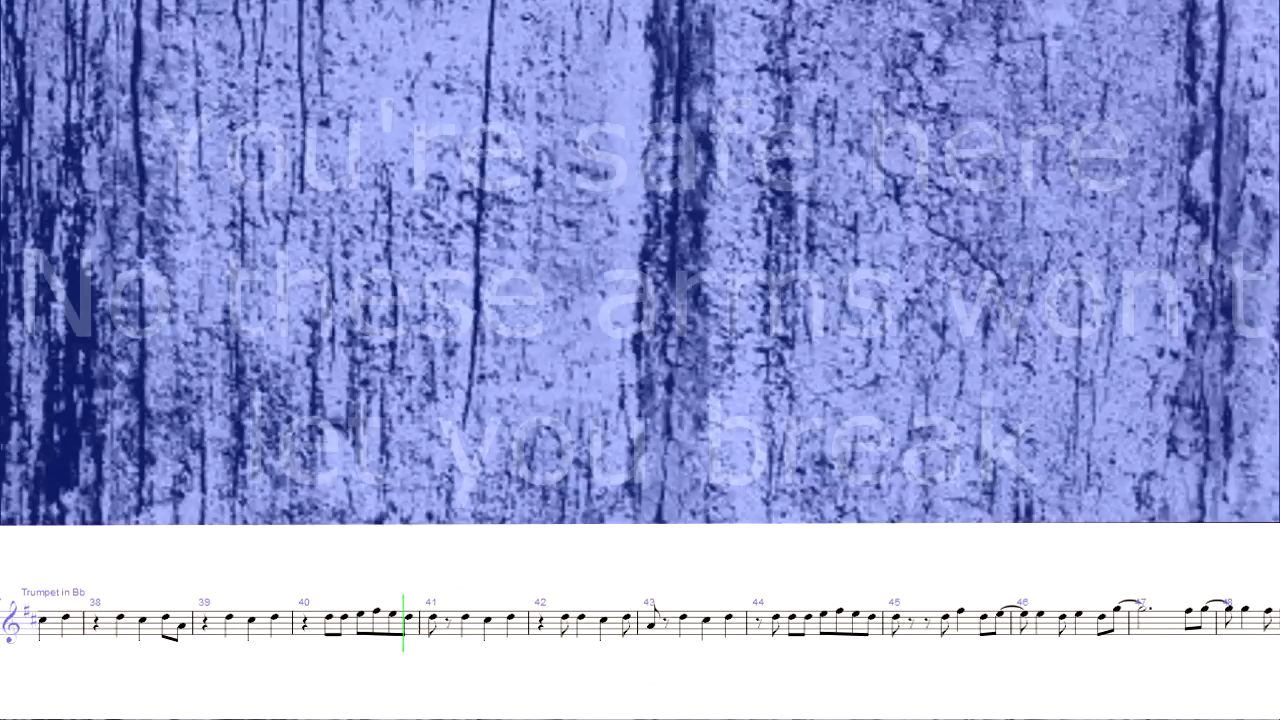 You're safe here
No these arms won't
let you break
Trumpet in Bb
38 39 40 41 42 43 44 45 46 47 48